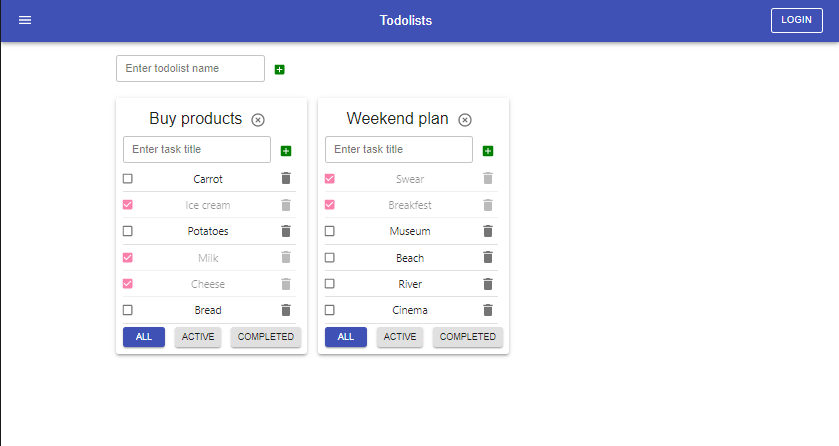 Todolists
LOGIN
Enter todolist name
Buy products
Enter task title
Carrot
Ice cream
Potatoes
Milk
Cheese
Bread
ALL ACTIVE COMPLETED
Weekend plan
Enter task title
Swear
Breakfest
Museum
Beach
River
Cinema
ALL ACTIVE COMPLETED